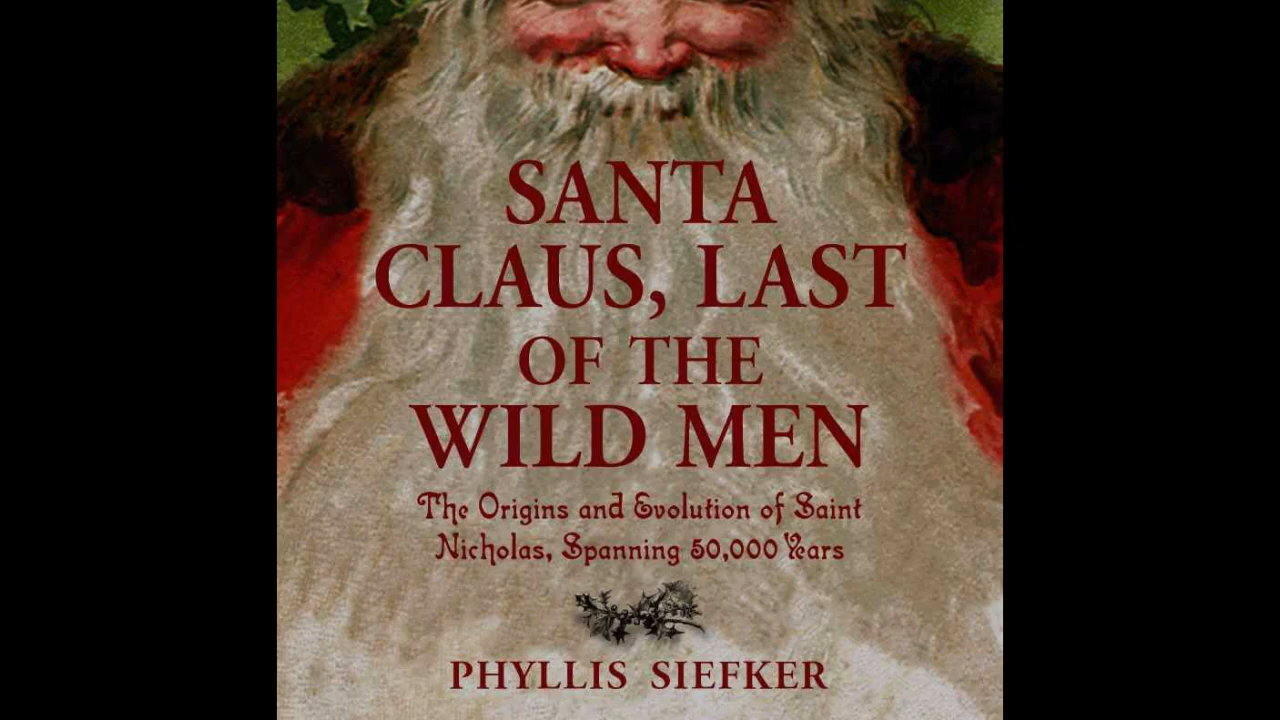 SANTA
CLAUS, LAST
OF THE
WILD MEN
The Origins and Evolution of Saint
Nicholas, Spanning 50,000 Years
PHYLLIS SIEFKER